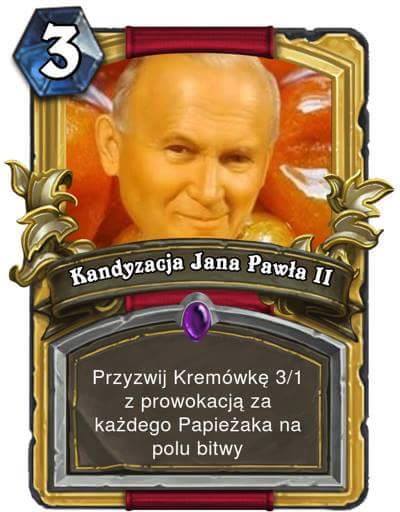 3
Kandyzacja Jana Pawła II
Przyzwij Kremówkę 3/1
z prowokacją za
każdego Papieżaka na
polu bitwy